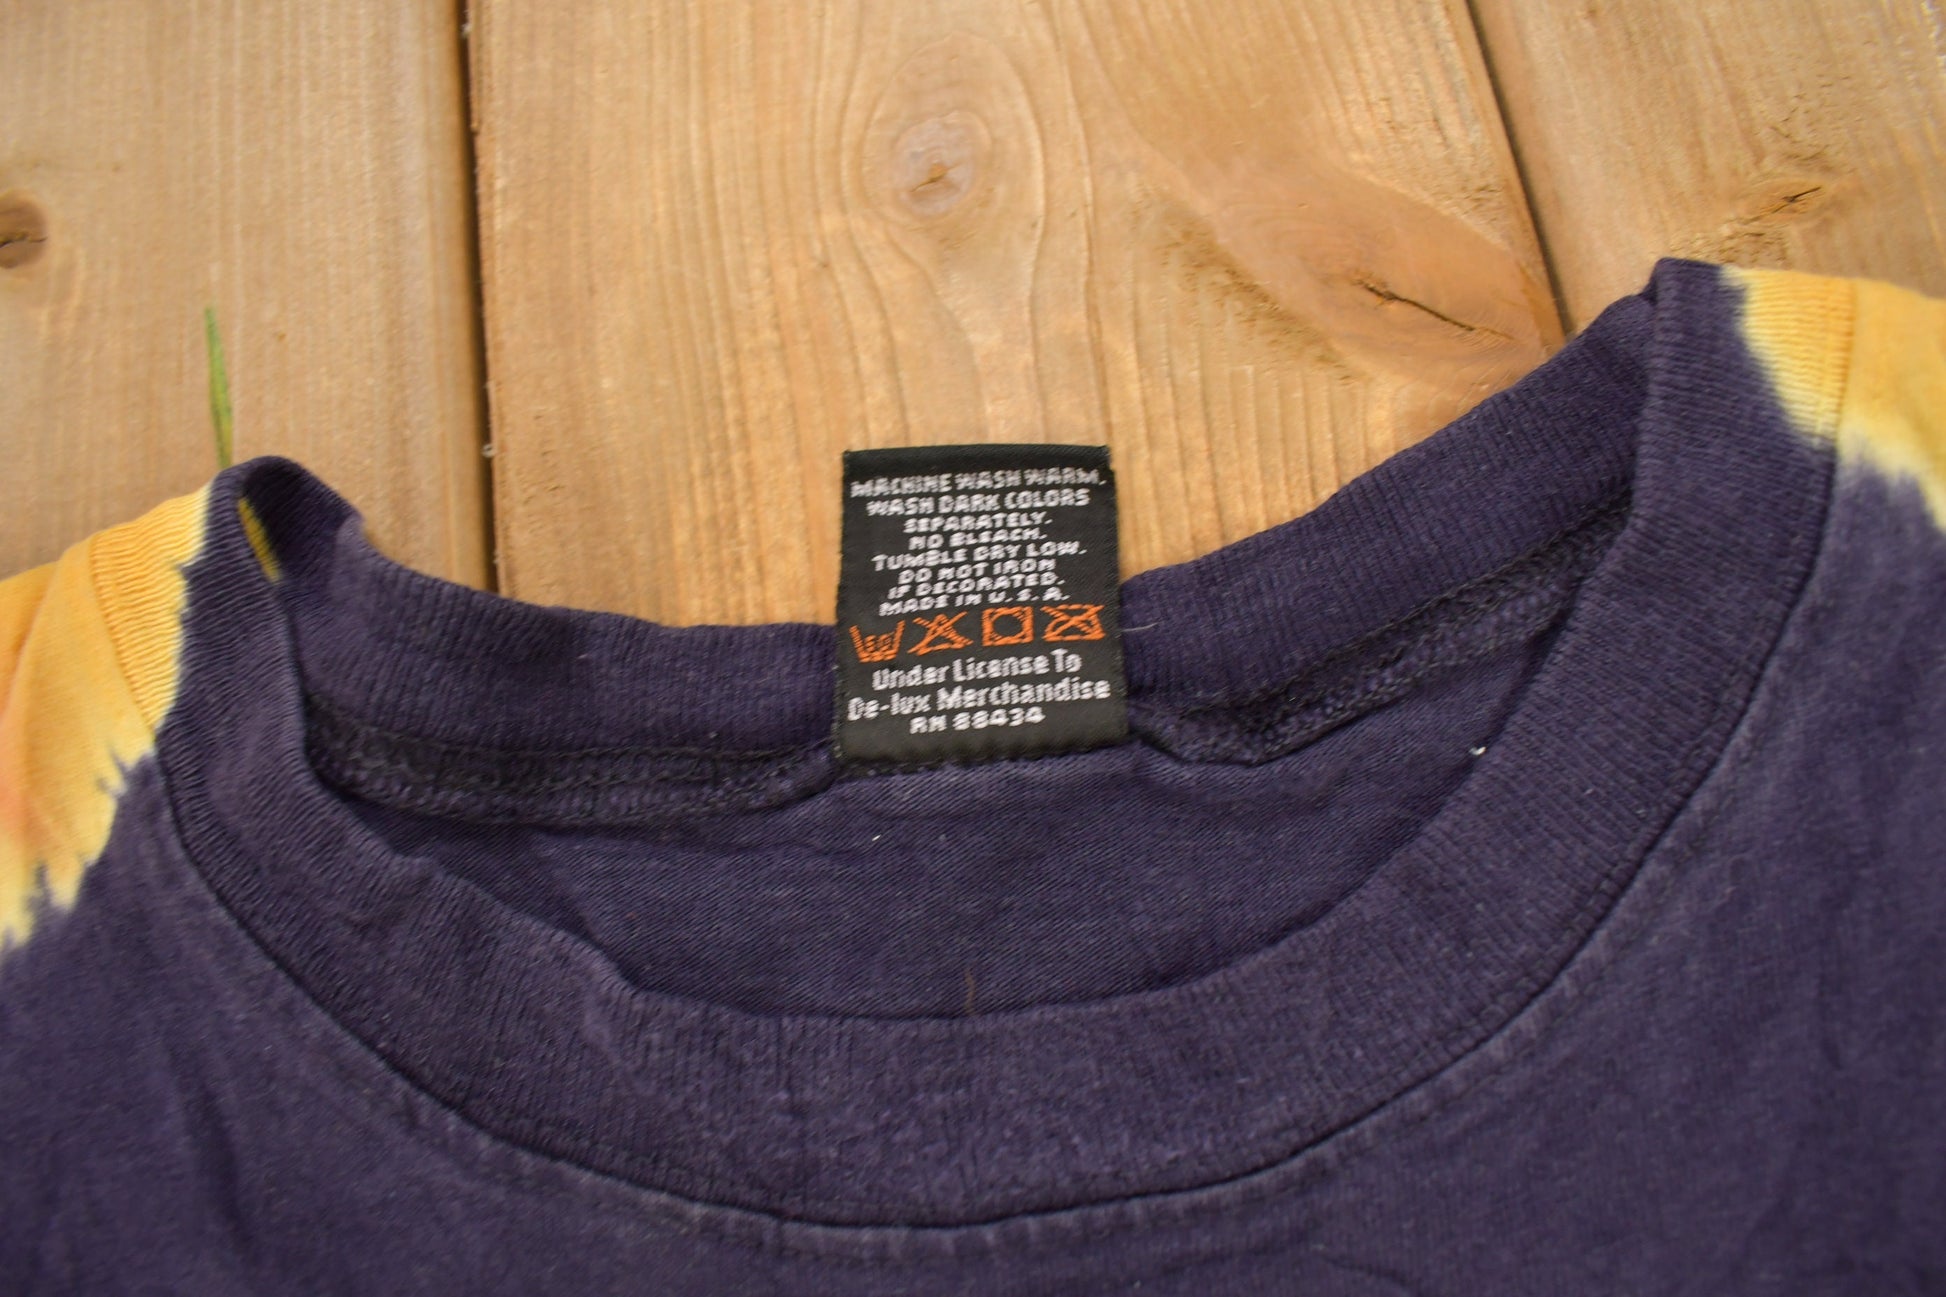 MACHINE WASH WARM.
WASH DARK COLORS
SEPARATELY.
NO BLEACH.
TUMBLE DRY LOW.
DO NOT IRON
IF DECORATED.
MADE IN U.S.A.
Under License To
De-lux Merchandise
RN 88434